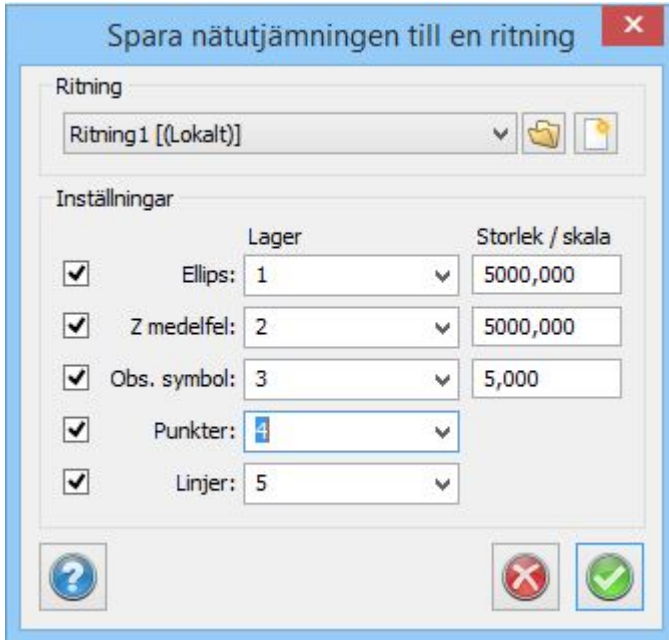 Spara nätutjämningen till en ritning
Ritning
Ritning1 [(Lokalt)]
Inställningar
Lager Storlek / skala
Ellips: 1 5000,000
Z medelfel: 2 5000,000
Obs. symbol: 3 5,000
Punkter: 4
Linjer: 5